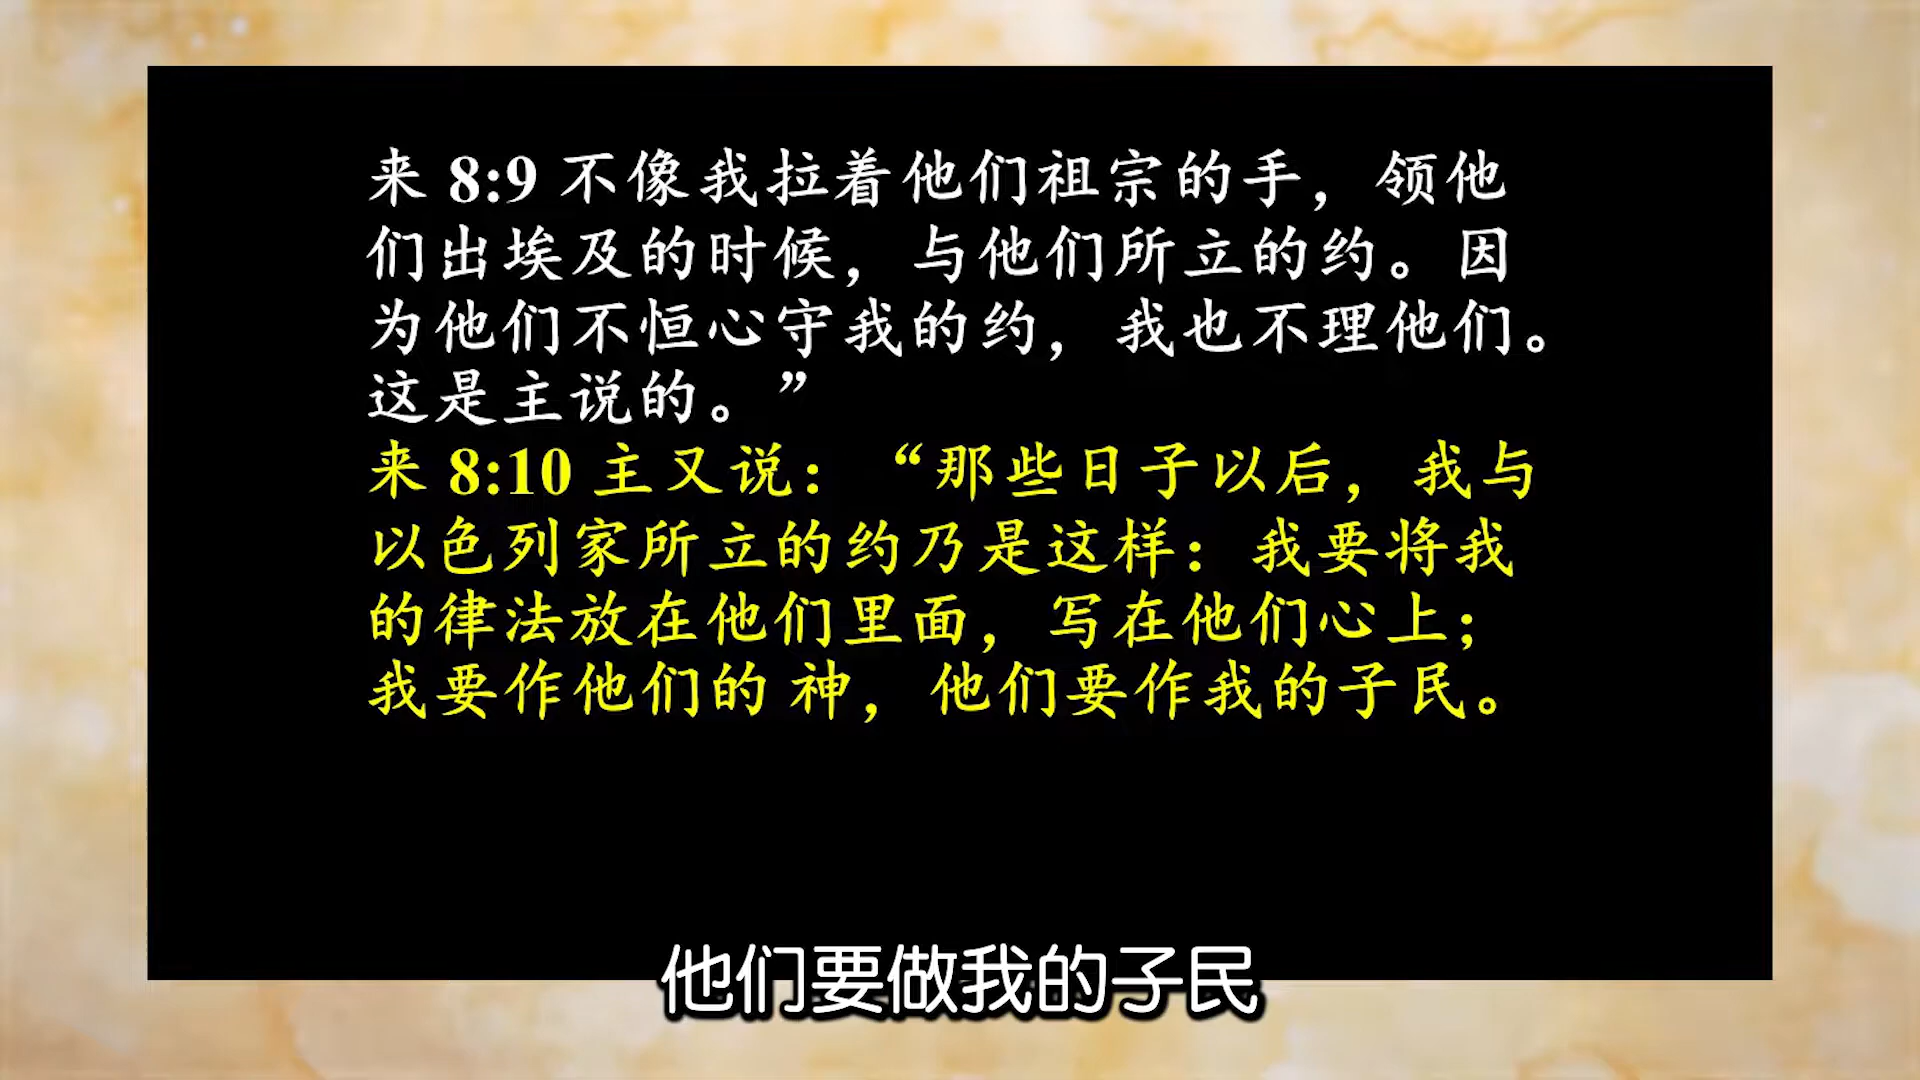 来 8:9 不像我拉着他们祖宗的手，领他
们出埃及的时候，与他们所立的约。因
为他们不恒心守我的约，我也不理他们。
这是主说的。”
来 8:10 主又说：“那些日子以后，我与
以色列家所立的约乃是这样：我要将我
的律法放在他们里面，写在他们心上；
我要作他们的 神，他们要作我的子民。
他们要做我的子民